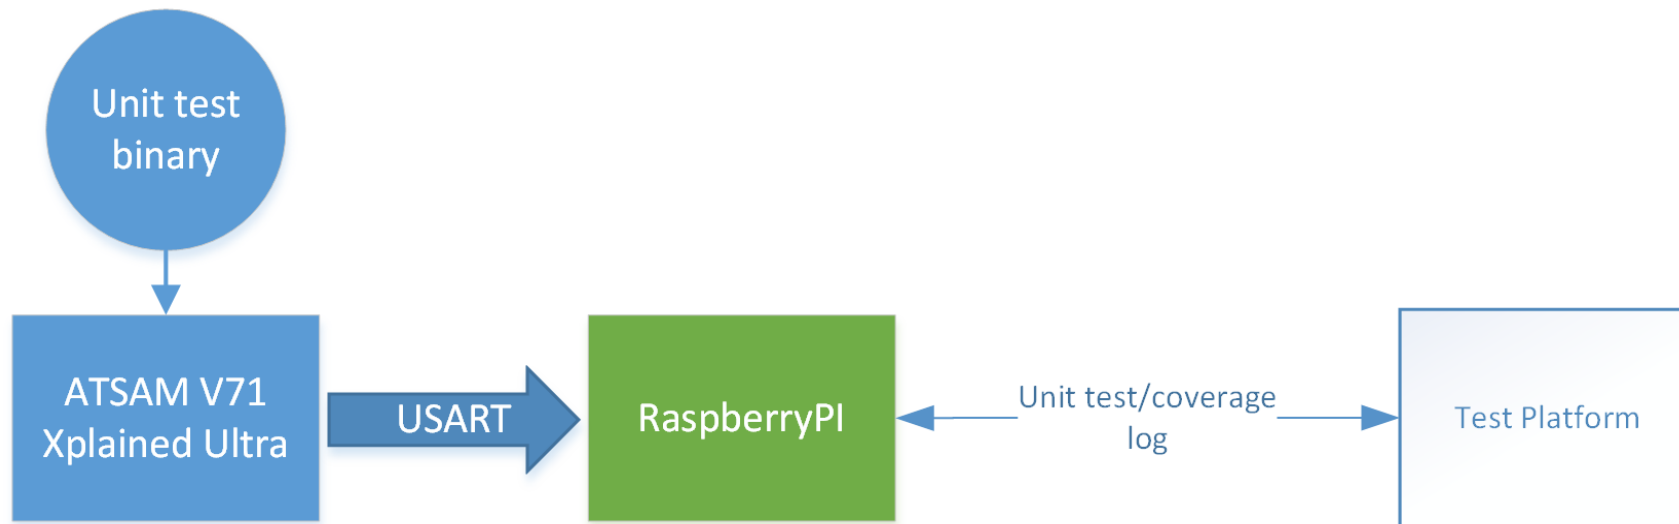 Unit test
binary
ATSAM V71
Xplained Ultra
USART
RaspberryPI
Unit test/coverage
log
Test Platform